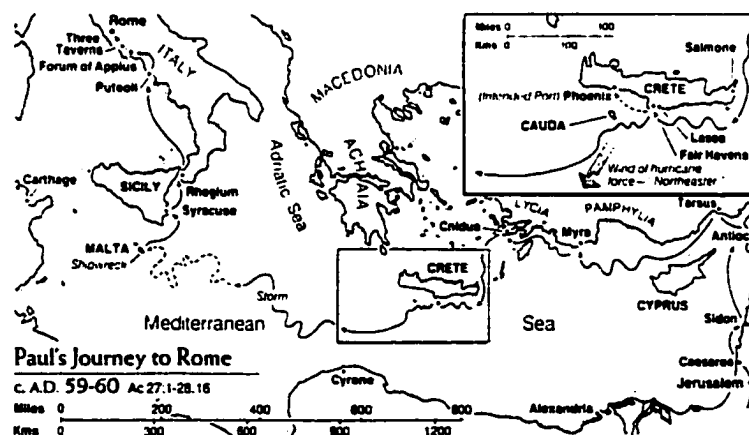 Rome
Three
Taverns
Forum of Appius
Puteoli
ITALY
MACEDONIA
ACHAIA
Adriatic Sea
Carthage
SICILY
Rhegium
Syracuse
MALTA
Shipwreck
Storm
Mediterranean
Sea
CRETE
Cnidus
LYCIA
Myra
PAMPHYLIA
Tarsus
Antioc
CYPRUS
Sidon
Caesarea
Jerusalem
Alexandria
Cyrene
Miles 0 100
Kms 0 100
Salmone
CRETE
(Intended Port) Phoenix
CAUDA
Lasea
Fair Havens
Wind of hurricane
force — Northeaster
Paul's Journey to Rome
c. A.D. 59-60 Ac 27:1-28.16
Miles 0 200 400 600 800
Kms 0 300 600 900 1200